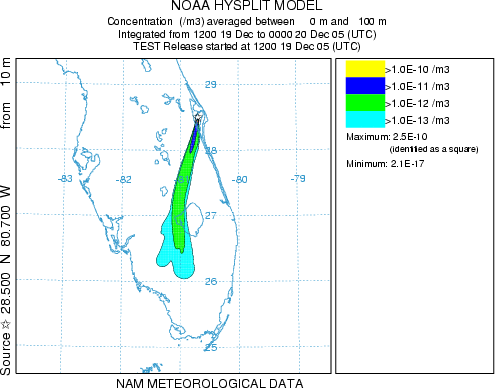 NOAA HYSPLIT MODEL
Concentration (/m3) averaged between 0 m and 100 m
Integrated from 1200 19 Dec to 0000 20 Dec 05 (UTC)
TEST Release started at 1200 19 Dec 05 (UTC)
Source ☆ 28.500 N 80.700 W from 10 m
29
28
-83 -82 -81 -80 -79
27
26
25
>1.0E-10 /m3
>1.0E-11 /m3
>1.0E-12 /m3
>1.0E-13 /m3
Maximum: 2.5E-10
(identified as a square)
Minimum: 2.1E-17
NAM METEOROLOGICAL DATA